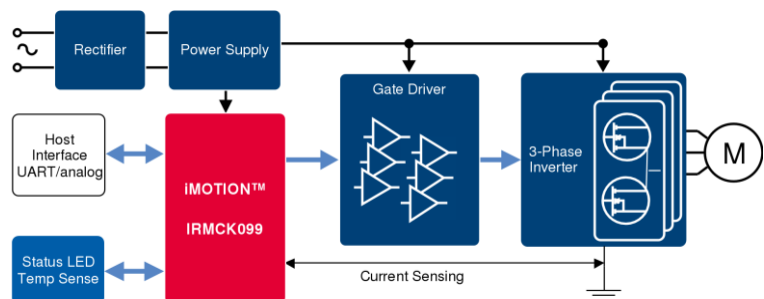 Rectifier
Power Supply
Gate Driver
Host
Interface
UART/analog
iMOTION™
IRMCK099
3-Phase
Inverter
M
Status LED
Temp Sense
Current Sensing